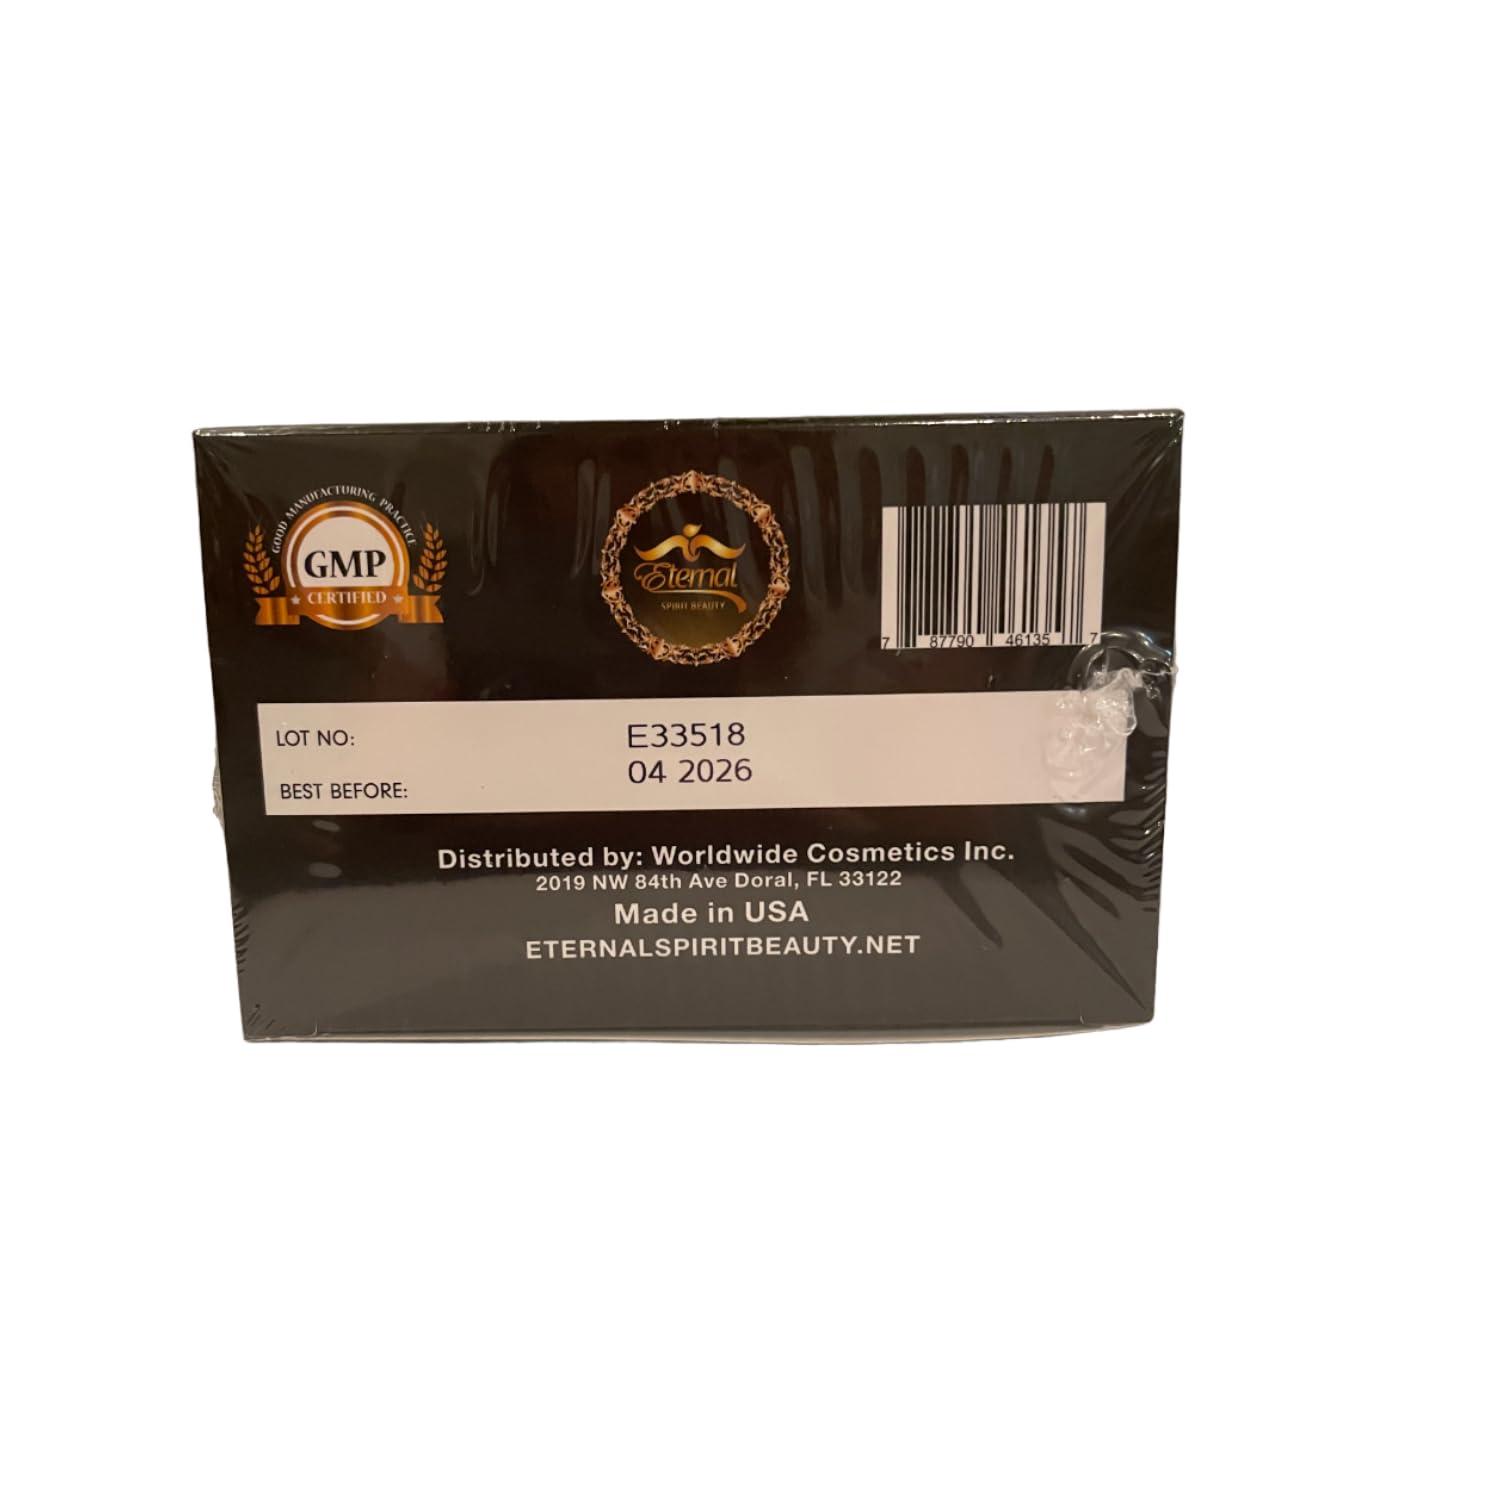 GOOD MANUFACTURING PRACTICE
GMP
CERTIFIED
Eternal
SPIRIT BEAUTY
7 87790 46135 7
LOT NO: E33518
04 2026
BEST BEFORE:
Distributed by: Worldwide Cosmetics Inc.
2019 NW 84th Ave Doral, FL 33122
Made in USA
ETERNALSPIRITBEAUTY.NET